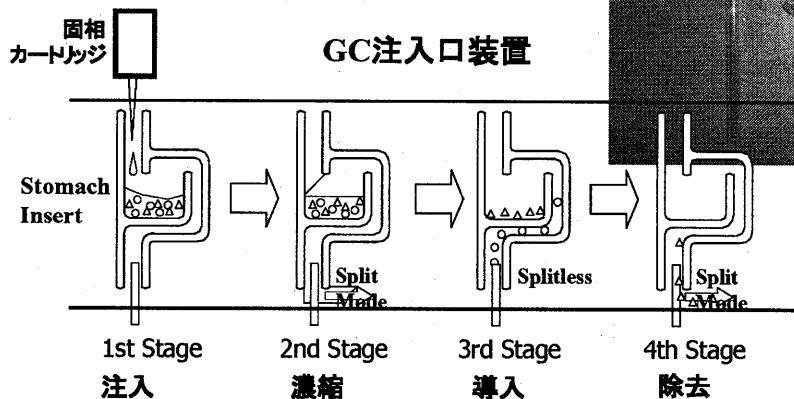 固相
カートリッジ
GC注入口装置
Stomach
Insert
Split
Mode
Splitless
Split
Mode
1st Stage
2nd Stage
3rd Stage
4th Stage
注入
濃縮
導入
除去